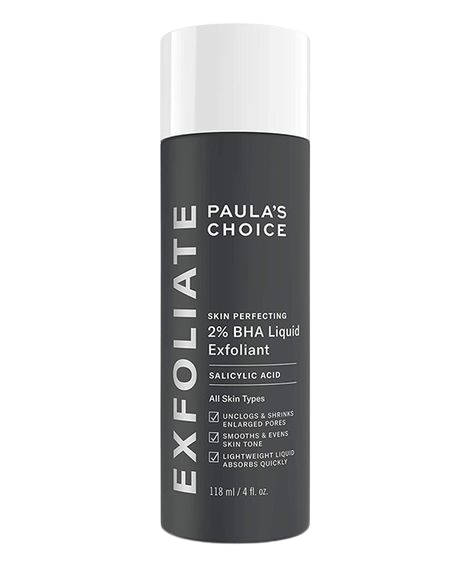 EXFOLIATE
PAULA'S
CHOICE
SKIN PERFECTING
2% BHA Liquid
Exfoliant
SALICYLIC ACID
All Skin Types
UNCLOGS & SHRINKS
ENLARGED PORES
SMOOTHS & EVENS
SKIN TONE
LIGHTWEIGHT LIQUID
ABSORBS QUICKLY
118 ml / 4 fl. oz.